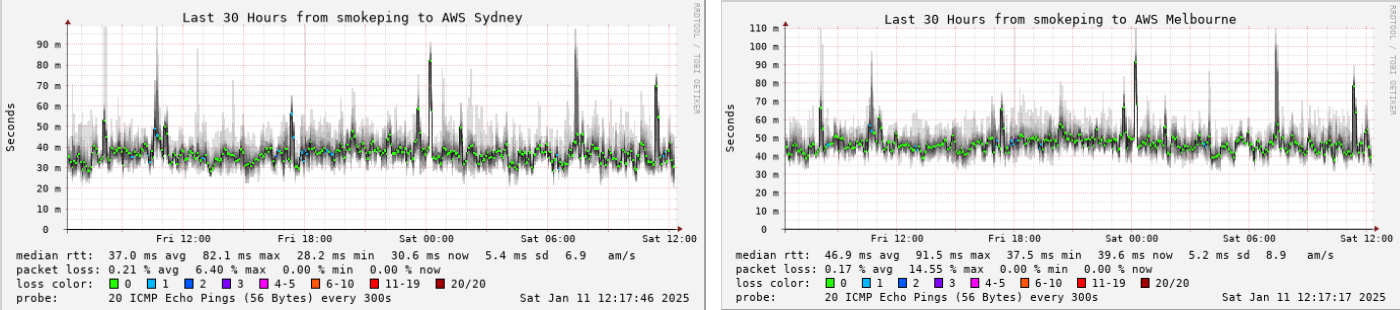 Last 30 Hours from smokeping to AWS Sydney
RRDTOOL / TOBI OETIKER
Seconds
90 m
80 m
70 m
60 m
50 m
40 m
30 m
20 m
10 m
0
Fri 12:00 Fri 18:00 Sat 00:00 Sat 06:00 Sat 12:00
median rtt: 37.0 ms avg 82.1 ms max 28.2 ms min 30.6 ms now 5.4 ms sd 6.9 am/s
packet loss: 0.21 % avg 6.40 % max 0.00 % min 0.00 % now
loss color: 0 1 2 3 4-5 6-10 11-19 20/20
probe: 20 ICMP Echo Pings (56 Bytes) every 300s Sat Jan 11 12:17:46 2025
Last 30 Hours from smokeping to AWS Melbourne
RRDTOOL / TOBI OETIKER
Seconds
110 m
100 m
90 m
80 m
70 m
60 m
50 m
40 m
30 m
20 m
10 m
0
Fri 12:00 Fri 18:00 Sat 00:00 Sat 06:00 Sat 12:00
median rtt: 46.9 ms avg 91.5 ms max 37.5 ms min 39.6 ms now 5.2 ms sd 8.9 am/s
packet loss: 0.17 % avg 14.55 % max 0.00 % min 0.00 % now
loss color: 0 1 2 3 4-5 6-10 11-19 20/20
probe: 20 ICMP Echo Pings (56 Bytes) every 300s Sat Jan 11 12:17:17 2025